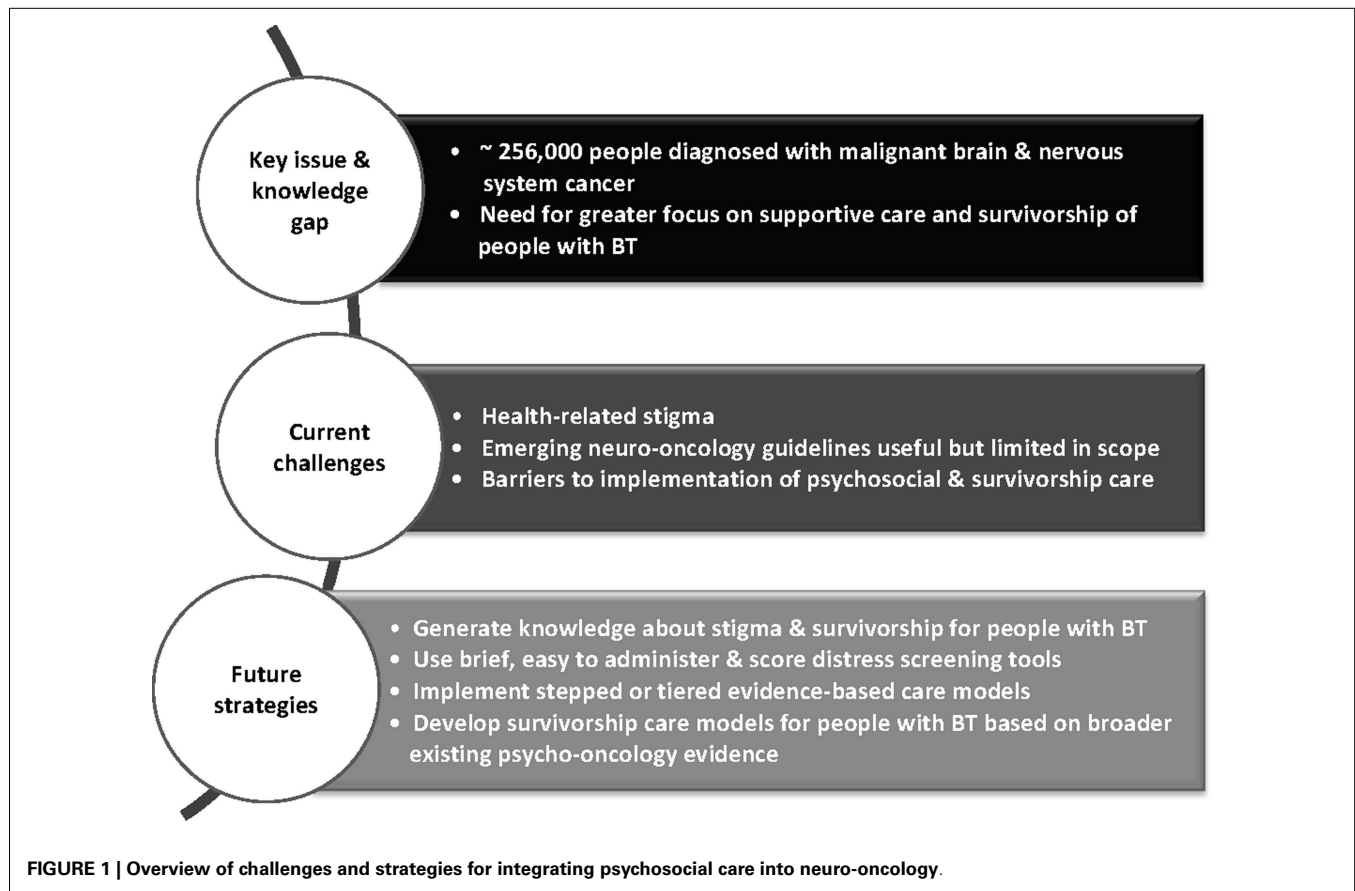 Key issue &
knowledge
gap
• ~ 256,000 people diagnosed with malignant brain & nervous
system cancer
• Need for greater focus on supportive care and survivorship of
people with BT
Current
challenges
• Health-related stigma
• Emerging neuro-oncology guidelines useful but limited in scope
• Barriers to implementation of psychosocial & survivorship care
Future
strategies
• Generate knowledge about stigma & survivorship for people with BT
• Use brief, easy to administer & score distress screening tools
• Implement stepped or tiered evidence-based care models
• Develop survivorship care models for people with BT based on broader
existing psycho-oncology evidence
FIGURE 1 | Overview of challenges and strategies for integrating psychosocial care into neuro-oncology.